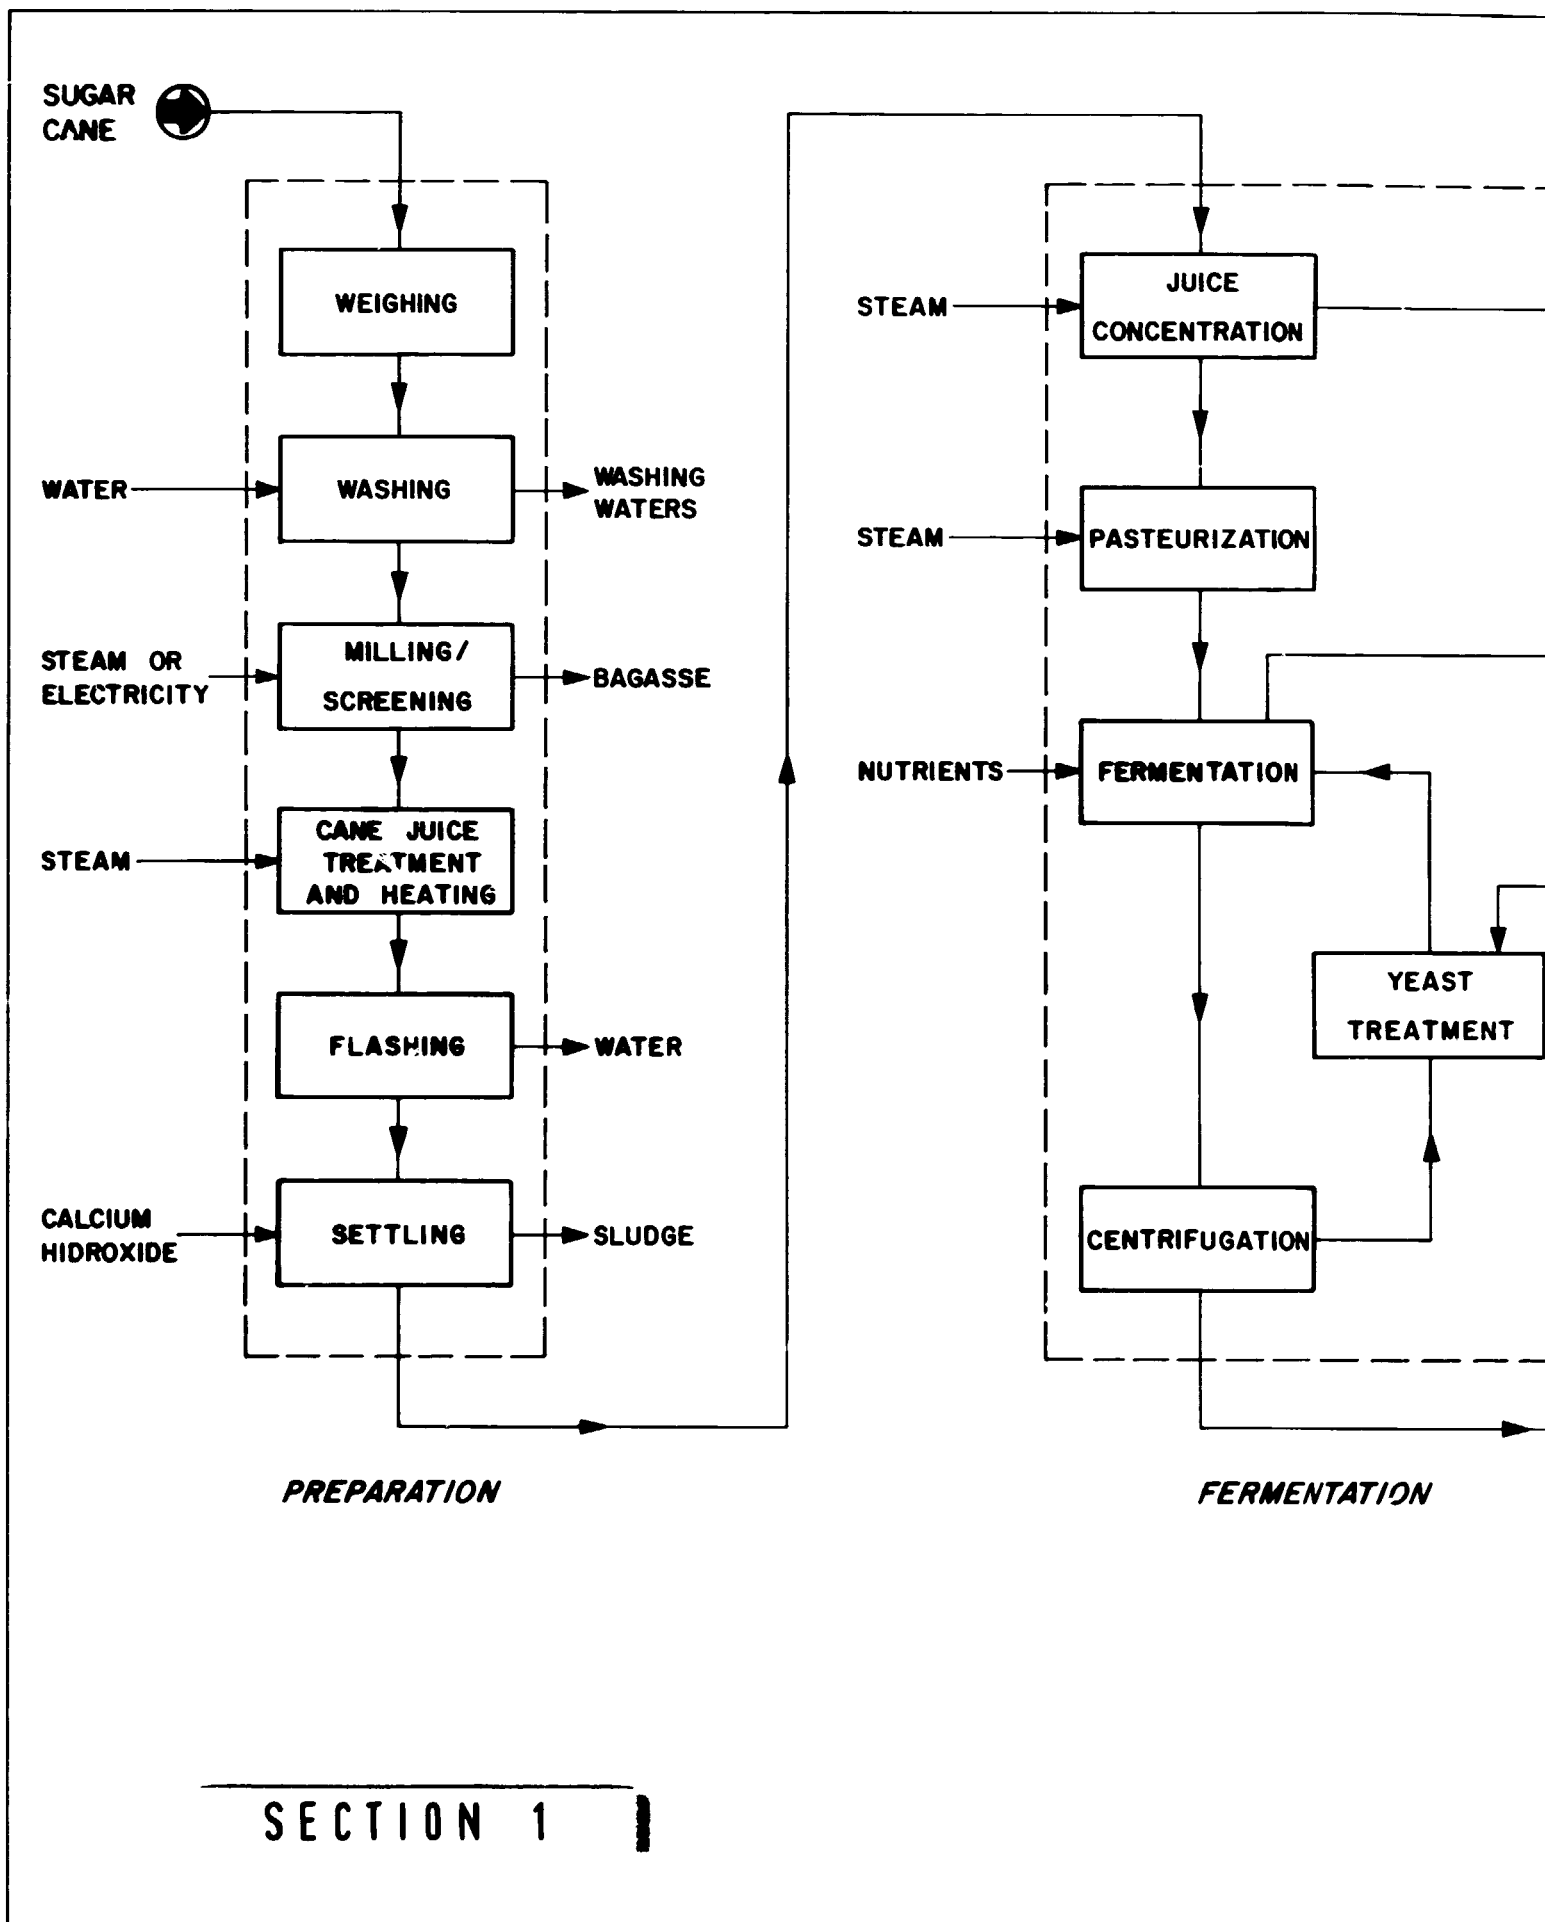 SUGAR
CANE
WEIGHING
WATER
WASHING
WASHING
WATERS
STEAM OR
ELECTRICITY
MILLING/
SCREENING
BAGASSE
STEAM
CANE JUICE
TREATMENT
AND HEATING
FLASHING
WATER
CALCIUM
HIDROXIDE
SETTLING
SLUDGE
PREPARATION
STEAM
JUICE
CONCENTRATION
STEAM
PASTEURIZATION
NUTRIENTS
FERMENTATION
YEAST
TREATMENT
CENTRIFUGATION
FERMENTATION
SECTION 1